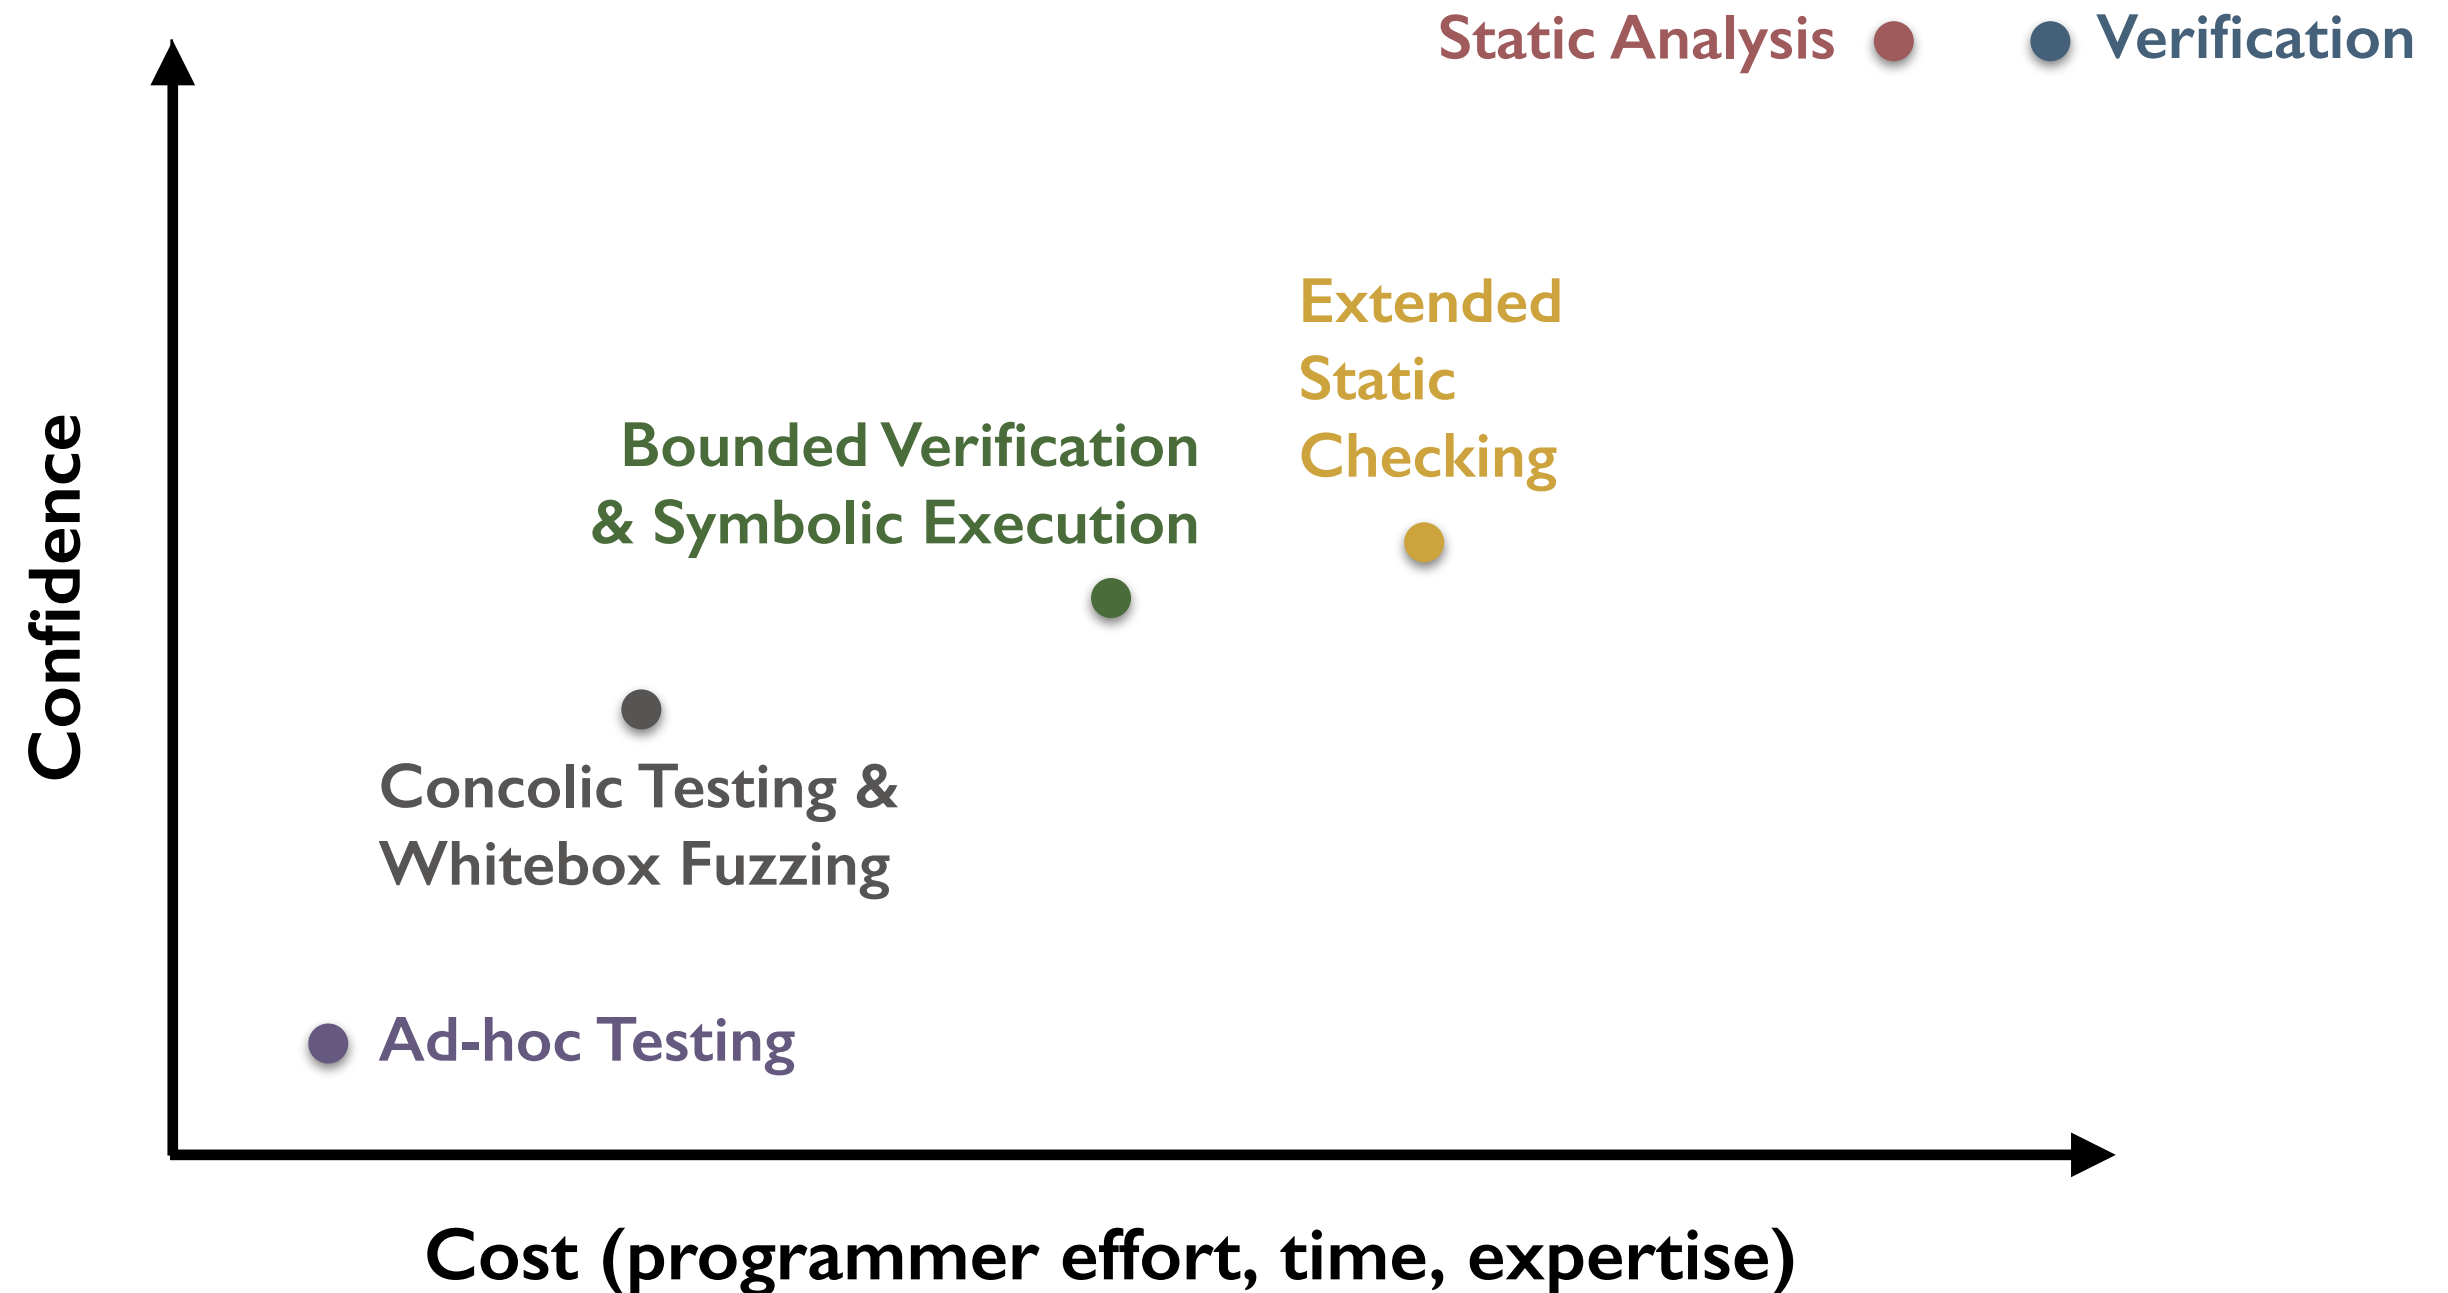 Static Analysis
Verification
Extended
Static
Checking
Bounded Verification
& Symbolic Execution
Confidence
Concolic Testing &
Whitebox Fuzzing
Ad-hoc Testing
Cost (programmer effort, time, expertise)